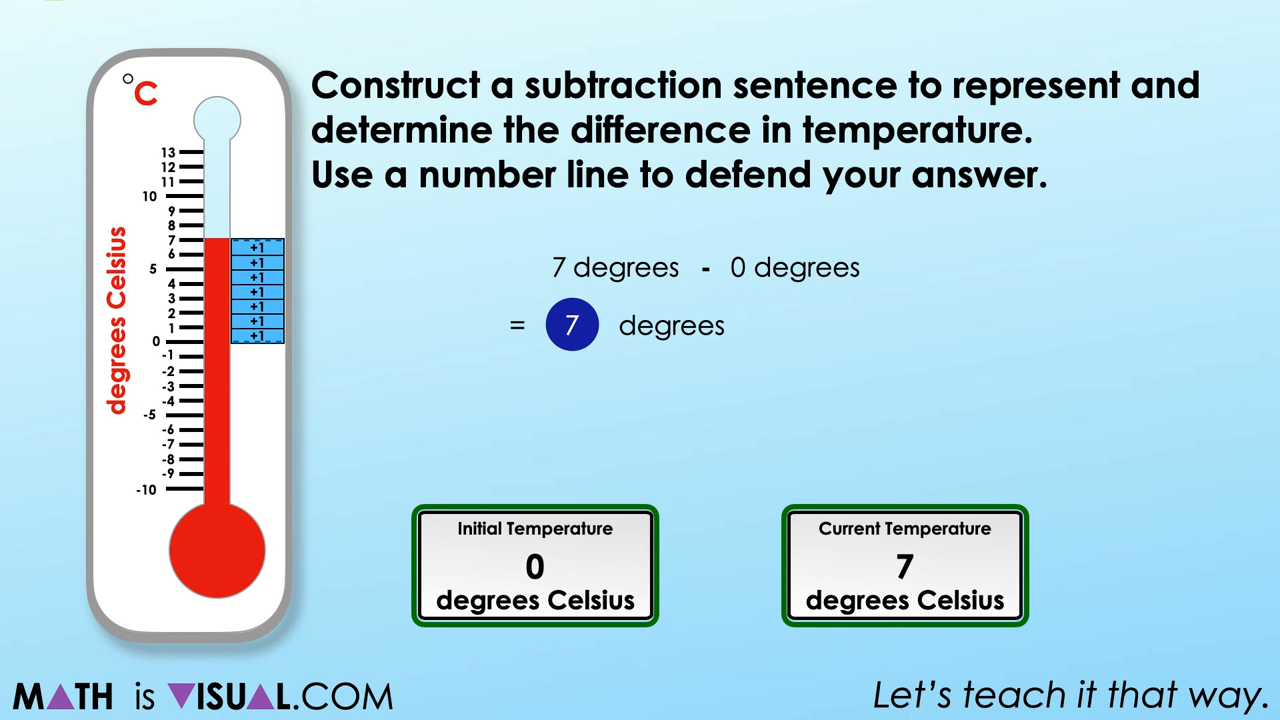 °C
Construct a subtraction sentence to represent and
determine the difference in temperature.
Use a number line to defend your answer.
degrees Celsius
13
12
11
10
9
8
7
6
5
4
3
2
1
0
-1
-2
-3
-4
-5
-6
-7
-8
-9
-10
+1
+1
+1
+1
+1
+1
+1
7 degrees - 0 degrees
= 7 degrees
Initial Temperature
0
degrees Celsius
Current Temperature
7
degrees Celsius
MATH is VISUAL.COM
Let's teach it that way.